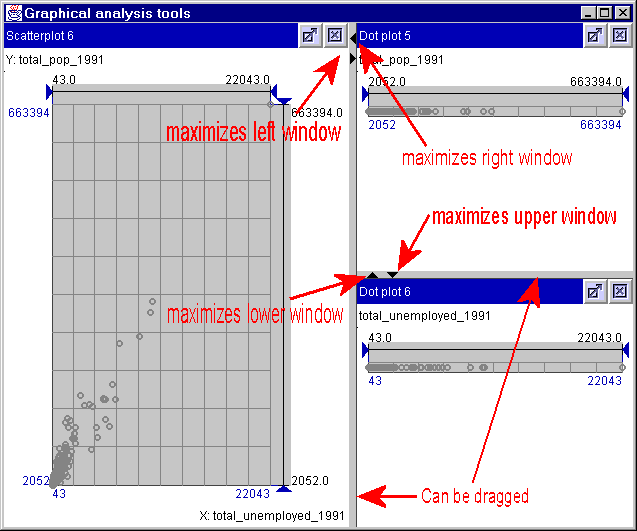 Graphical analysis tools
Scatterplot 6
Dot plot 5
Y: total_pop_1991
total_pop_1991
43.0 22043.0
2052.0 663394.0
663394 663394.0
2052 663394
maximizes left window
maximizes right window
maximizes upper window
Dot plot 6
maximizes lower window
total_unemployed_1991
43.0 22043.0
43 22043
2052 2052.0
43 22043
Can be dragged
X: total_unemployed_1991